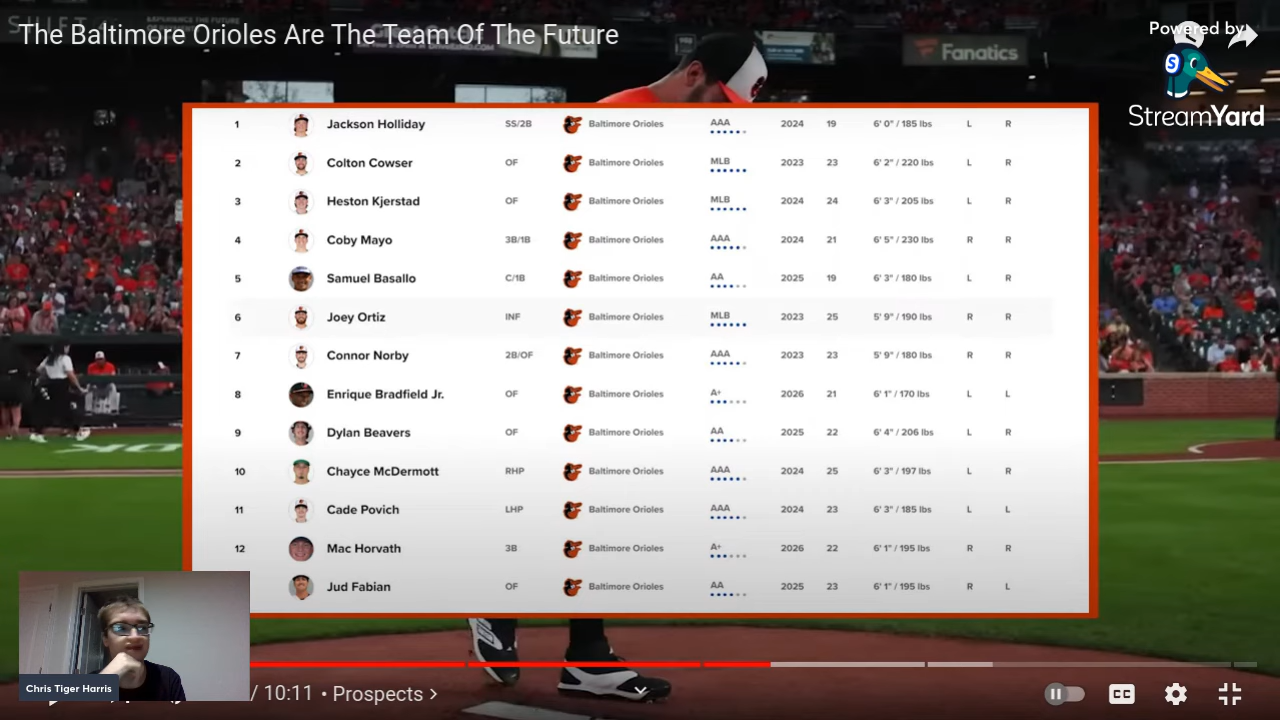 The Baltimore Orioles Are The Team Of The Future
Powered by
StreamYard
Fanatics
1 Jackson Holliday SS/2B Baltimore Orioles AAA 2024 19 6' 0" / 185 lbs L R
2 Colton Cowser OF Baltimore Orioles MLB 2023 23 6' 2" / 220 lbs L R
3 Heston Kjerstad OF Baltimore Orioles MLB 2024 24 6' 3" / 205 lbs L R
4 Coby Mayo 3B/1B Baltimore Orioles AAA 2024 21 6' 5" / 230 lbs R R
5 Samuel Basallo C/1B Baltimore Orioles AA 2025 19 6' 3" / 180 lbs L R
6 Joey Ortiz INF Baltimore Orioles MLB 2023 25 5' 9" / 190 lbs R R
7 Connor Norby 2B/OF Baltimore Orioles AAA 2023 23 5' 9" / 180 lbs R R
8 Enrique Bradfield Jr. OF Baltimore Orioles A+ 2026 21 6' 1" / 170 lbs L L
9 Dylan Beavers OF Baltimore Orioles AA 2025 22 6' 4" / 206 lbs L R
10 Chayce McDermott RHP Baltimore Orioles AAA 2024 25 6' 3" / 197 lbs L R
11 Cade Povich LHP Baltimore Orioles AAA 2024 23 6' 3" / 185 lbs L L
12 Mac Horvath 3B Baltimore Orioles A+ 2026 22 6' 1" / 195 lbs R R
Jud Fabian OF Baltimore Orioles AA 2025 23 6' 1" / 195 lbs R L
Chris Tiger Harris
/ 10:11 • Prospects
CC